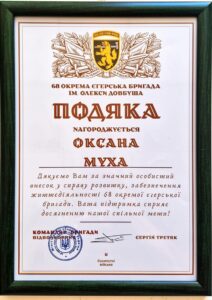 68 ОКРЕМА ЄГЕРСЬКА БРИГАДА
ІМ ОЛЕКСИ ДОВБУША
ПОДЯКА
НАГОРОДЖУЄТЬСЯ
ОКСАНА
МУХА
Дякуємо Вам за значний особистий
внесок у справу розвитку, забезпечення
життєдіяльності 68 окремої єгерської
бригади. Ваша підтримка сприяє
досягненню нашої спільної мети!
КОМАНДИР БРИГАДИ
СЕРГІЙ ТРЕТЯК